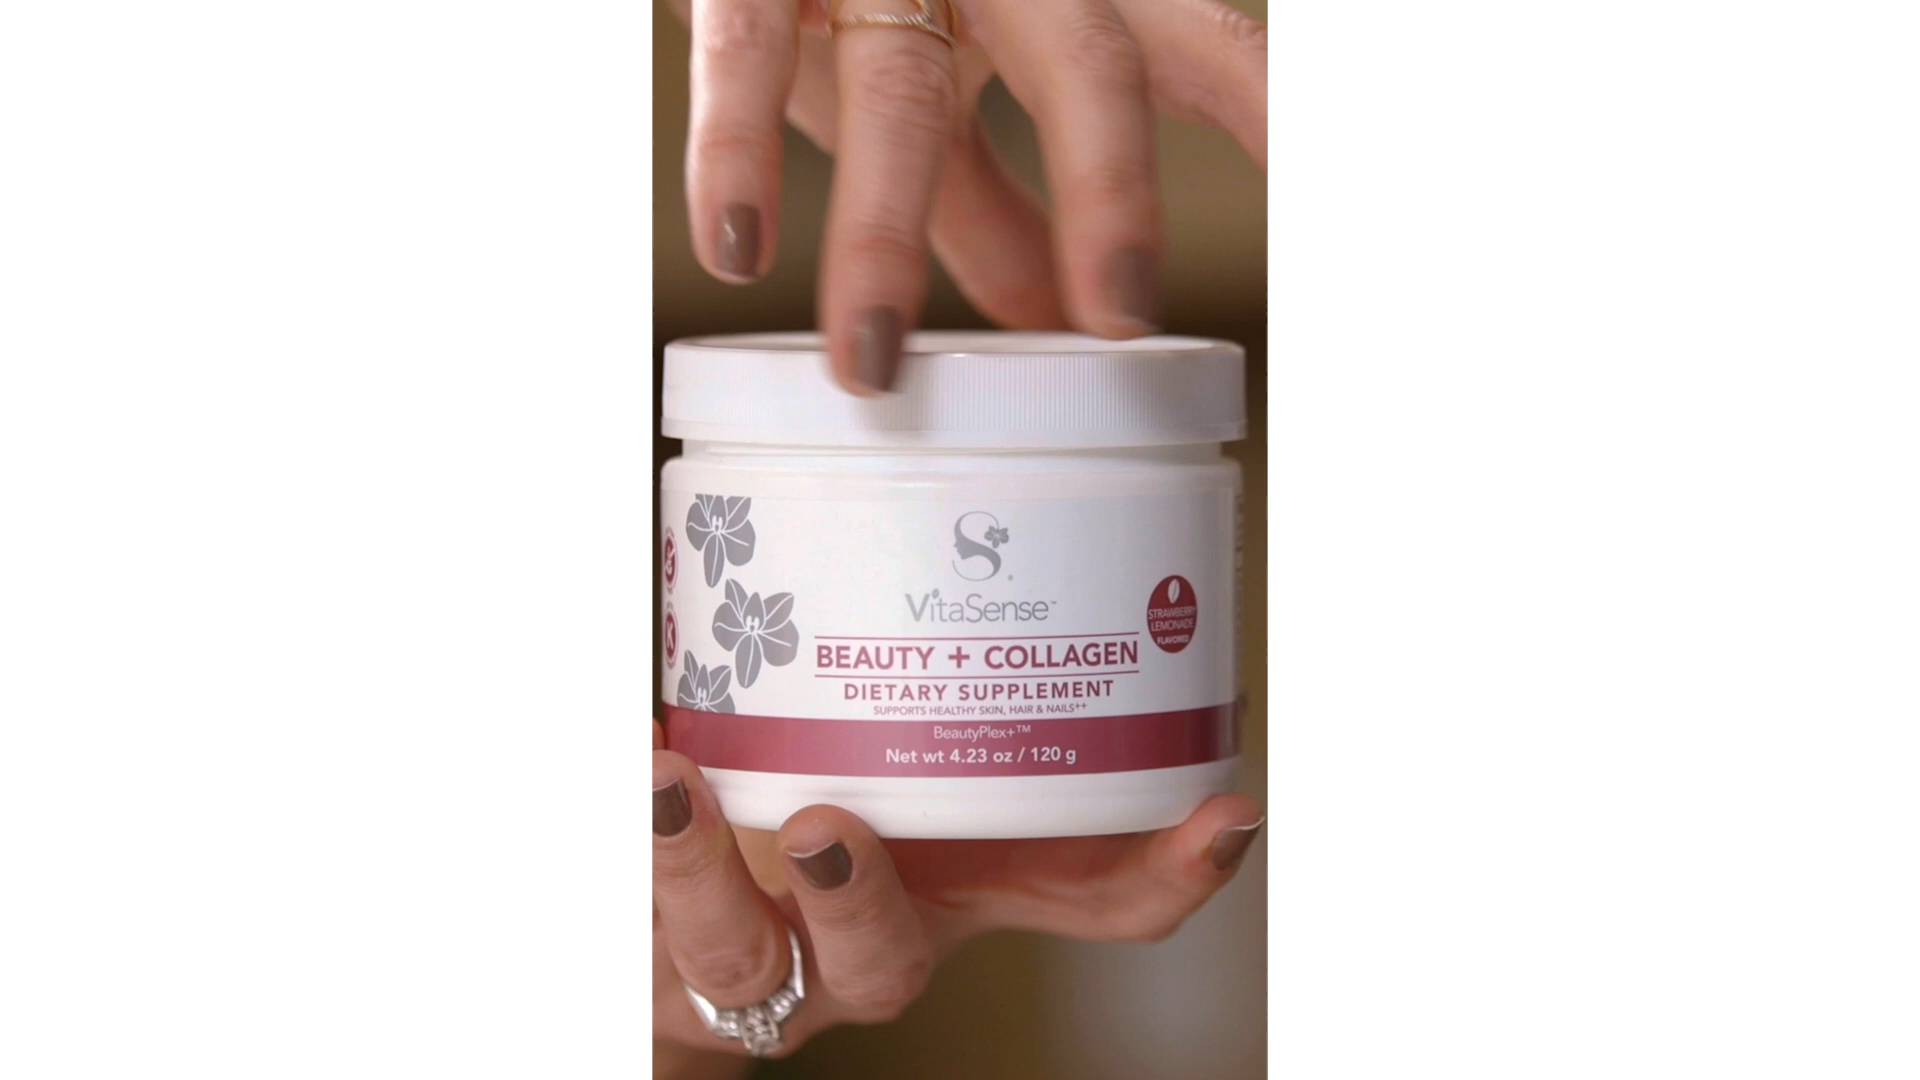 VitaSense™
BEAUTY + COLLAGEN
DIETARY SUPPLEMENT
SUPPORTS HEALTHY SKIN, HAIR & NAILS++
BeautyPlex+™
Net wt 4.23 oz / 120 g
STRAWBERRY
LEMONADE
FLAVORED
K